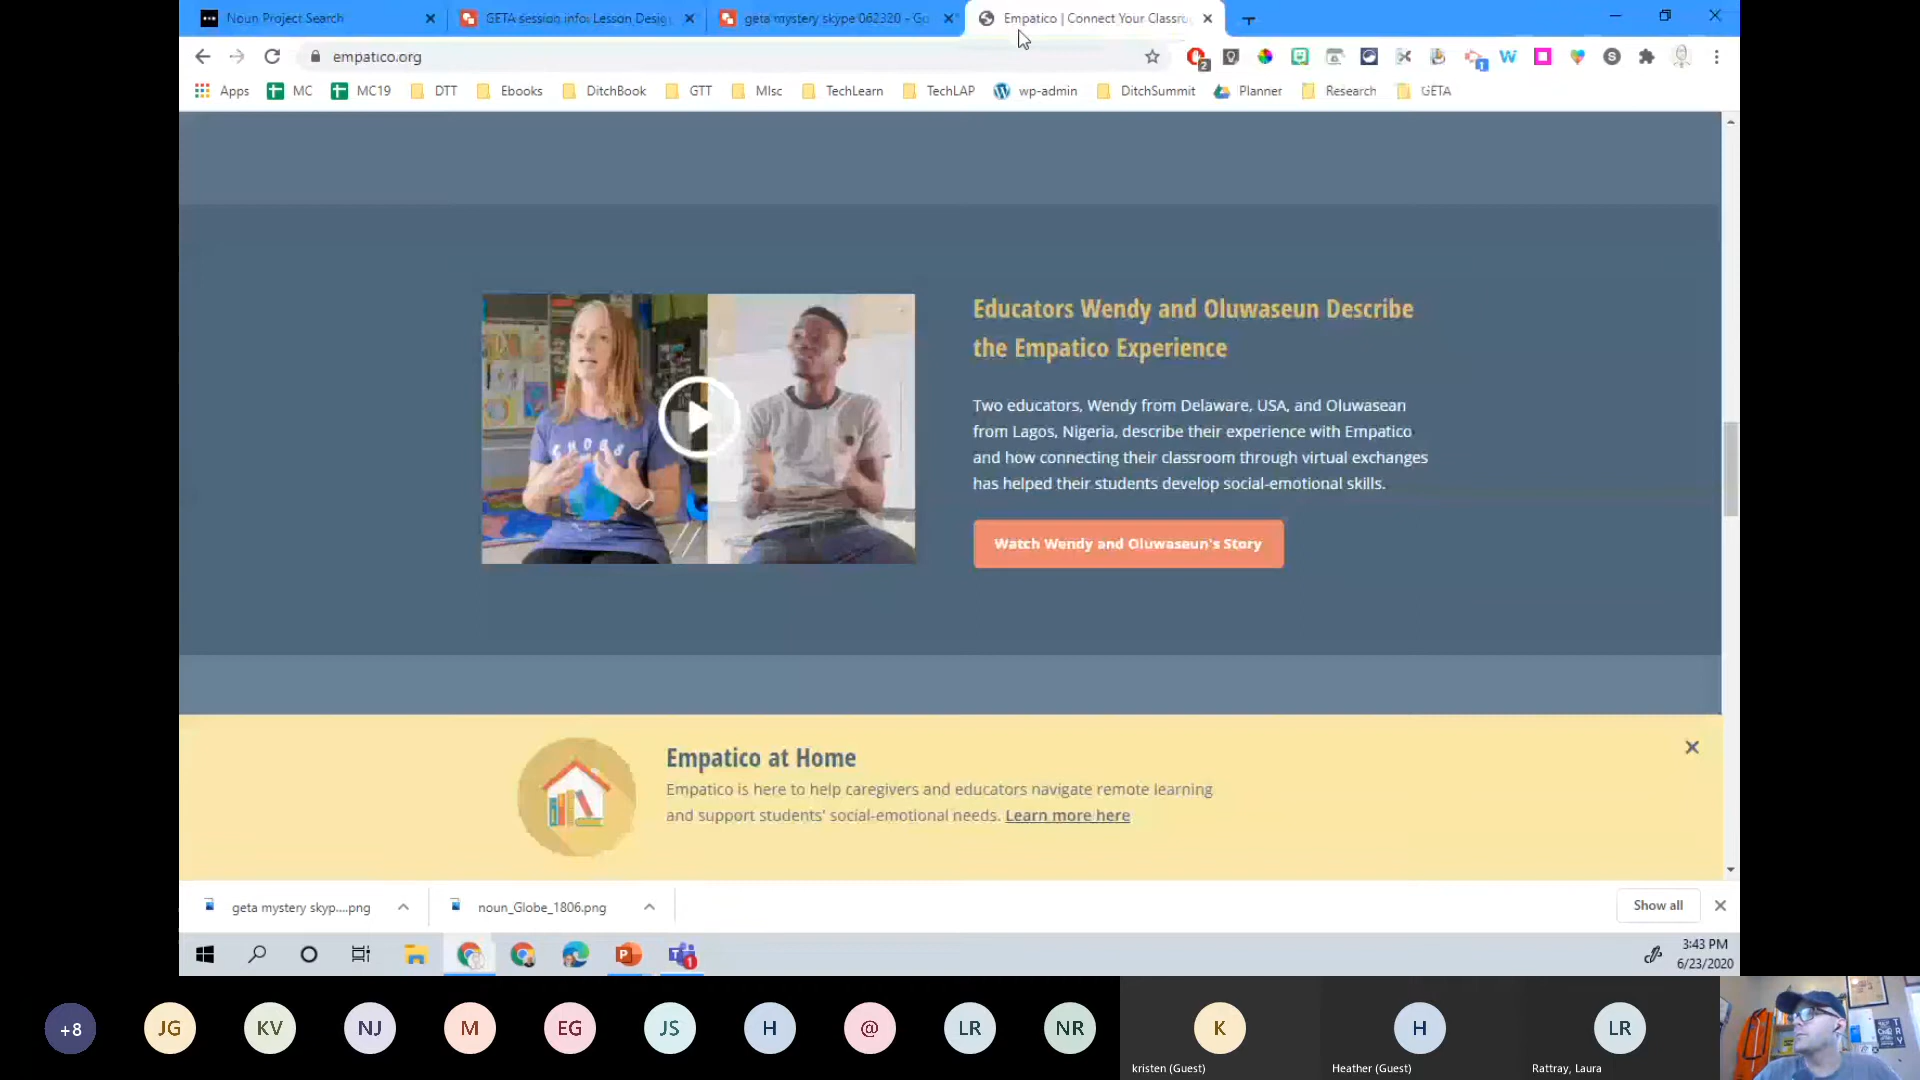 Noun Project Search
GETA session info: Lesson Desig
geta mystery skype 062320 - Go
Empatico | Connect Your Classro
empatico.org
2
1
Apps
MC
MC19
DTT
Ebooks
DitchBook
GTT
MIsc
TechLearn
TechLAP
wp-admin
DitchSummit
Planner
Research
GETA
Educators Wendy and Oluwaseun Describe
the Empatico Experience
Two educators, Wendy from Delaware, USA, and Oluwasean
from Lagos, Nigeria, describe their experience with Empatico
and how connecting their classroom through virtual exchanges
has helped their students develop social-emotional skills.
Watch Wendy and Oluwaseun's Story
Empatico at Home
Empatico is here to help caregivers and educators navigate remote learning
and support students' social-emotional needs. Learn more here
geta mystery skyp....png
noun_Globe_1806.png
Show all
1
3:43 PM
6/23/2020
+8
JG
KV
NJ
M
EG
JS
H
@
LR
NR
K
kristen (Guest)
H
Heather (Guest)
LR
Rattray, Laura